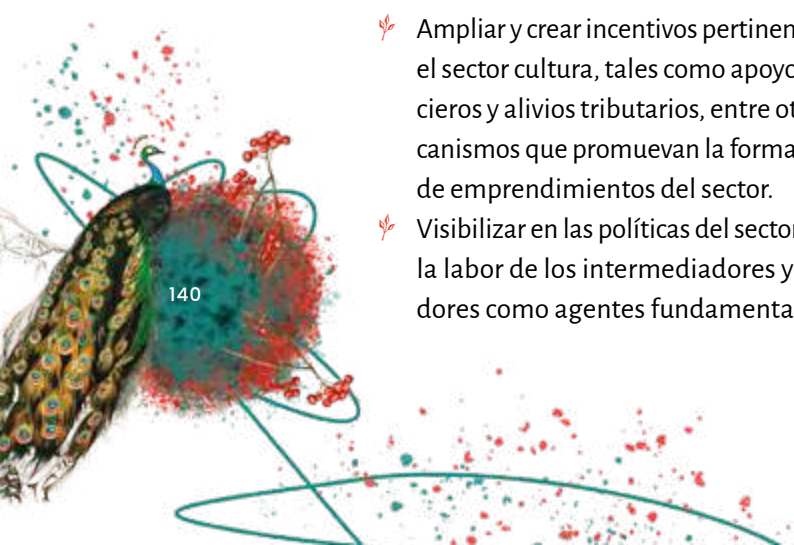 Ampliar y crear incentivos pertinen
el sector cultura, tales como apoyo
cieros y alivios tributarios, entre ot
canismos que promuevan la forma
de emprendimientos del sector.
Visibilizar en las políticas del sector
la labor de los intermediadores y
dores como agentes fundamenta
140